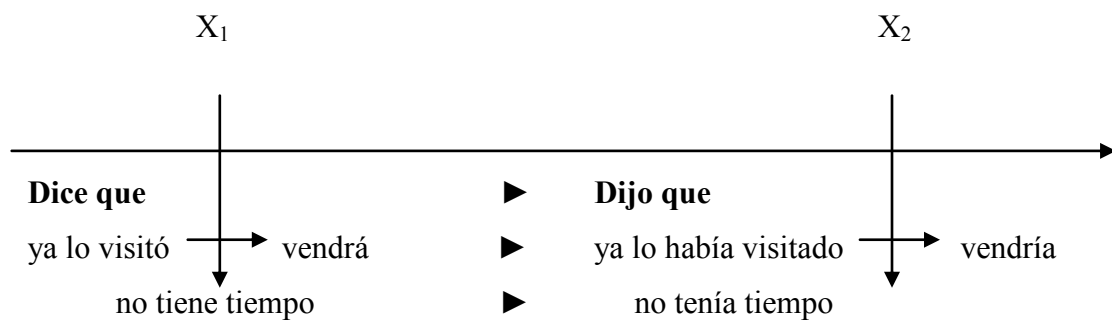 X₁ X₂
Dice que ► Dijo que
ya lo visitó vendrá ► ya lo había visitado vendría
no tiene tiempo ► no tenía tiempo